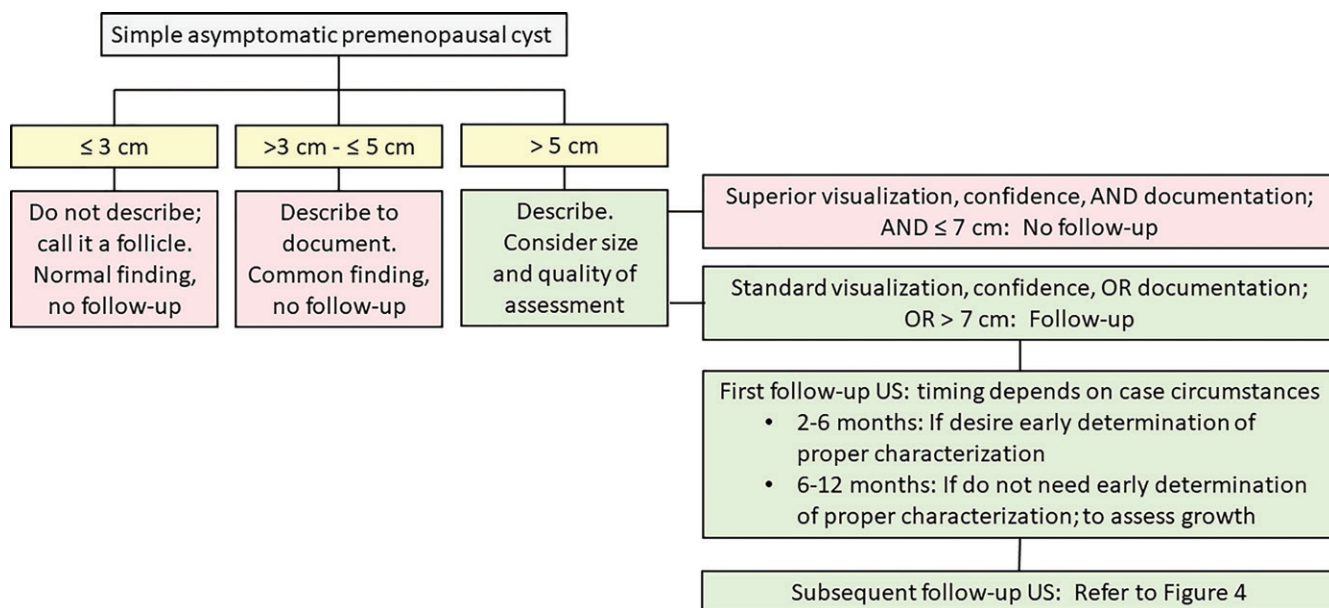 Simple asymptomatic premenopausal cyst
≤ 3 cm
>3 cm - ≤ 5 cm
> 5 cm
Do not describe;
call it a follicle.
Normal finding,
no follow-up
Describe to
document.
Common finding,
no follow-up
Describe.
Consider size
and quality of
assessment
Superior visualization, confidence, AND documentation;
AND ≤ 7 cm: No follow-up
Standard visualization, confidence, OR documentation;
OR > 7 cm: Follow-up
First follow-up US: timing depends on case circumstances
• 2-6 months: If desire early determination of
proper characterization
• 6-12 months: If do not need early determination
of proper characterization; to assess growth
Subsequent follow-up US: Refer to Figure 4